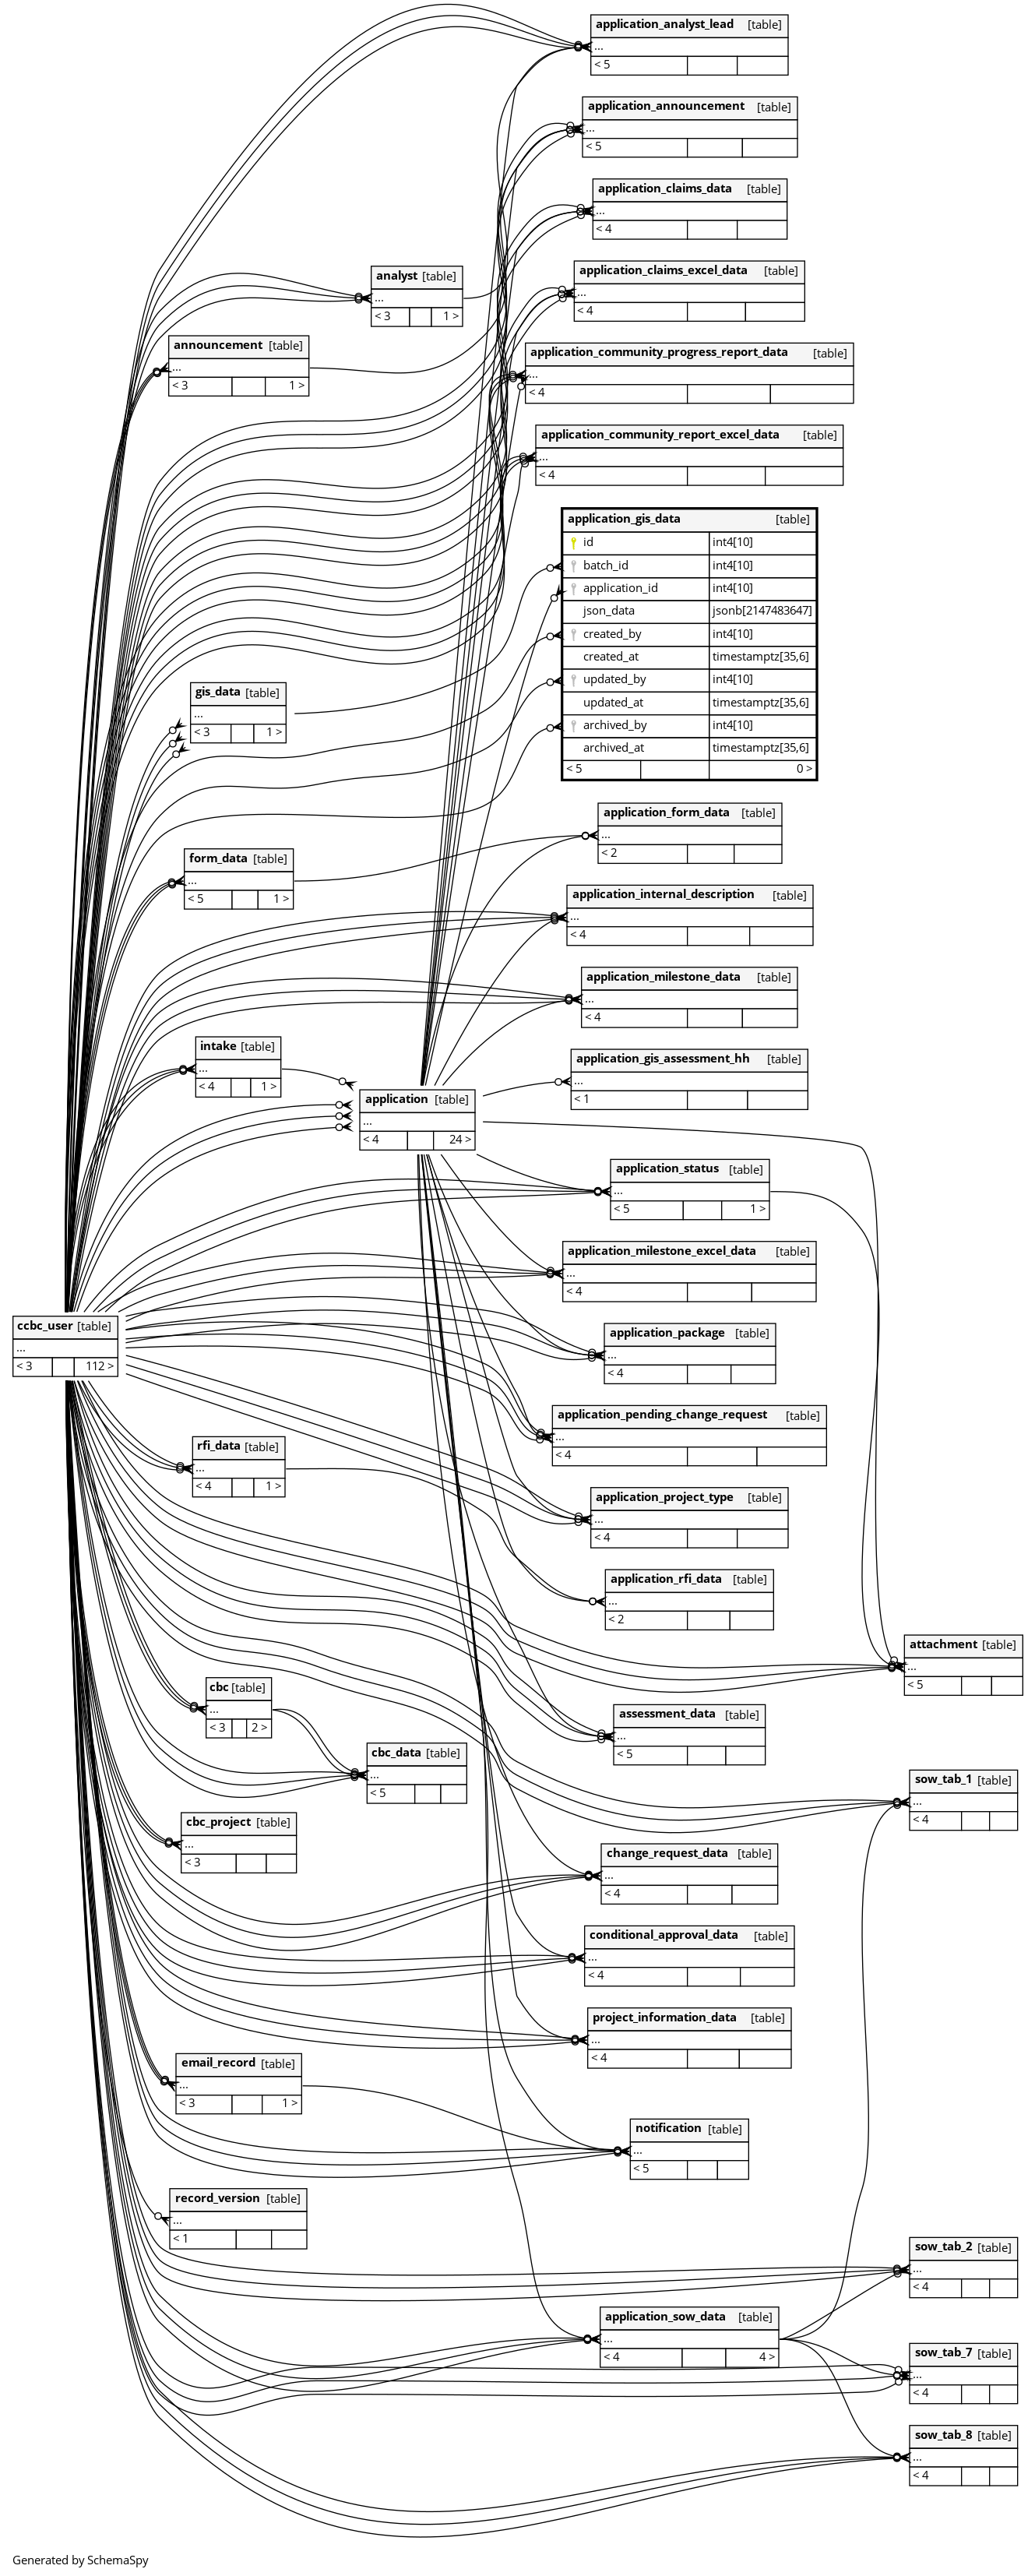 application_analyst_lead [table]
...
< 5
application_announcement [table]
...
< 5
application_claims_data [table]
...
< 4
application_claims_excel_data [table]
...
< 4
analyst [table]
...
< 3 1 >
announcement [table]
...
< 3 1 >
application_community_progress_report_data [table]
...
< 4
application_community_report_excel_data [table]
...
< 4
application_gis_data [table]
id int4[10]
batch_id int4[10]
application_id int4[10]
json_data jsonb[2147483647]
created_by int4[10]
created_at timestamptz[35,6]
updated_by int4[10]
updated_at timestamptz[35,6]
archived_by int4[10]
archived_at timestamptz[35,6]
< 5 0 >
gis_data [table]
...
< 3 1 >
application_form_data [table]
...
< 2
form_data [table]
...
< 5 1 >
application_internal_description [table]
...
< 4
application_milestone_data [table]
...
< 4
intake [table]
...
< 4 1 >
application_gis_assessment_hh [table]
...
< 1
application [table]
...
< 4 24 >
application_status [table]
...
< 5 1 >
application_milestone_excel_data [table]
...
< 4
ccbc_user [table]
...
< 3 112 >
application_package [table]
...
< 4
application_pending_change_request [table]
...
< 4
rfi_data [table]
...
< 4 1 >
application_project_type [table]
...
< 4
application_rfi_data [table]
...
< 2
attachment [table]
...
< 5
cbc [table]
...
< 3 2 >
assessment_data [table]
...
< 5
cbc_data [table]
...
< 5
sow_tab_1 [table]
...
< 4
cbc_project [table]
...
< 3
change_request_data [table]
...
< 4
conditional_approval_data [table]
...
< 4
project_information_data [table]
...
< 4
email_record [table]
...
< 3 1 >
notification [table]
...
< 5
record_version [table]
...
< 1
sow_tab_2 [table]
...
< 4
application_sow_data [table]
...
< 4 4 >
sow_tab_7 [table]
...
< 4
sow_tab_8 [table]
...
< 4
Generated by SchemaSpy